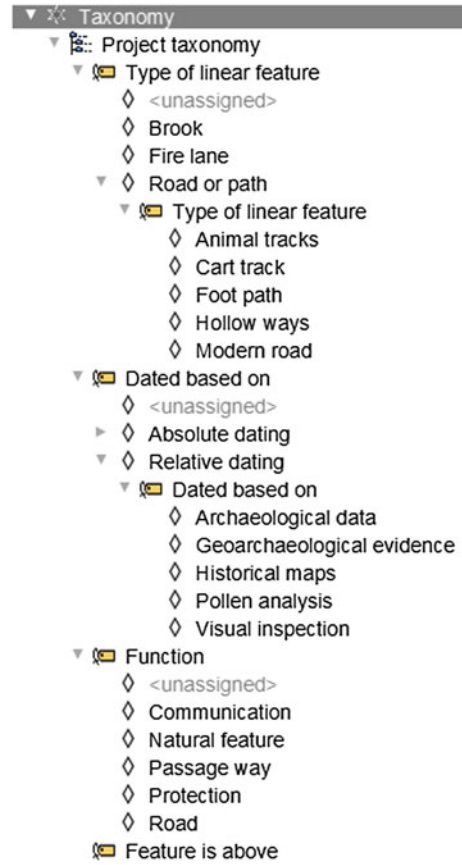 Taxonomy
Project taxonomy
Type of linear feature
<unassigned>
Brook
Fire lane
Road or path
Type of linear feature
Animal tracks
Cart track
Foot path
Hollow ways
Modern road
Dated based on
<unassigned>
Absolute dating
Relative dating
Dated based on
Archaeological data
Geoarchaeological evidence
Historical maps
Pollen analysis
Visual inspection
Function
<unassigned>
Communication
Natural feature
Passage way
Protection
Road
Feature is above